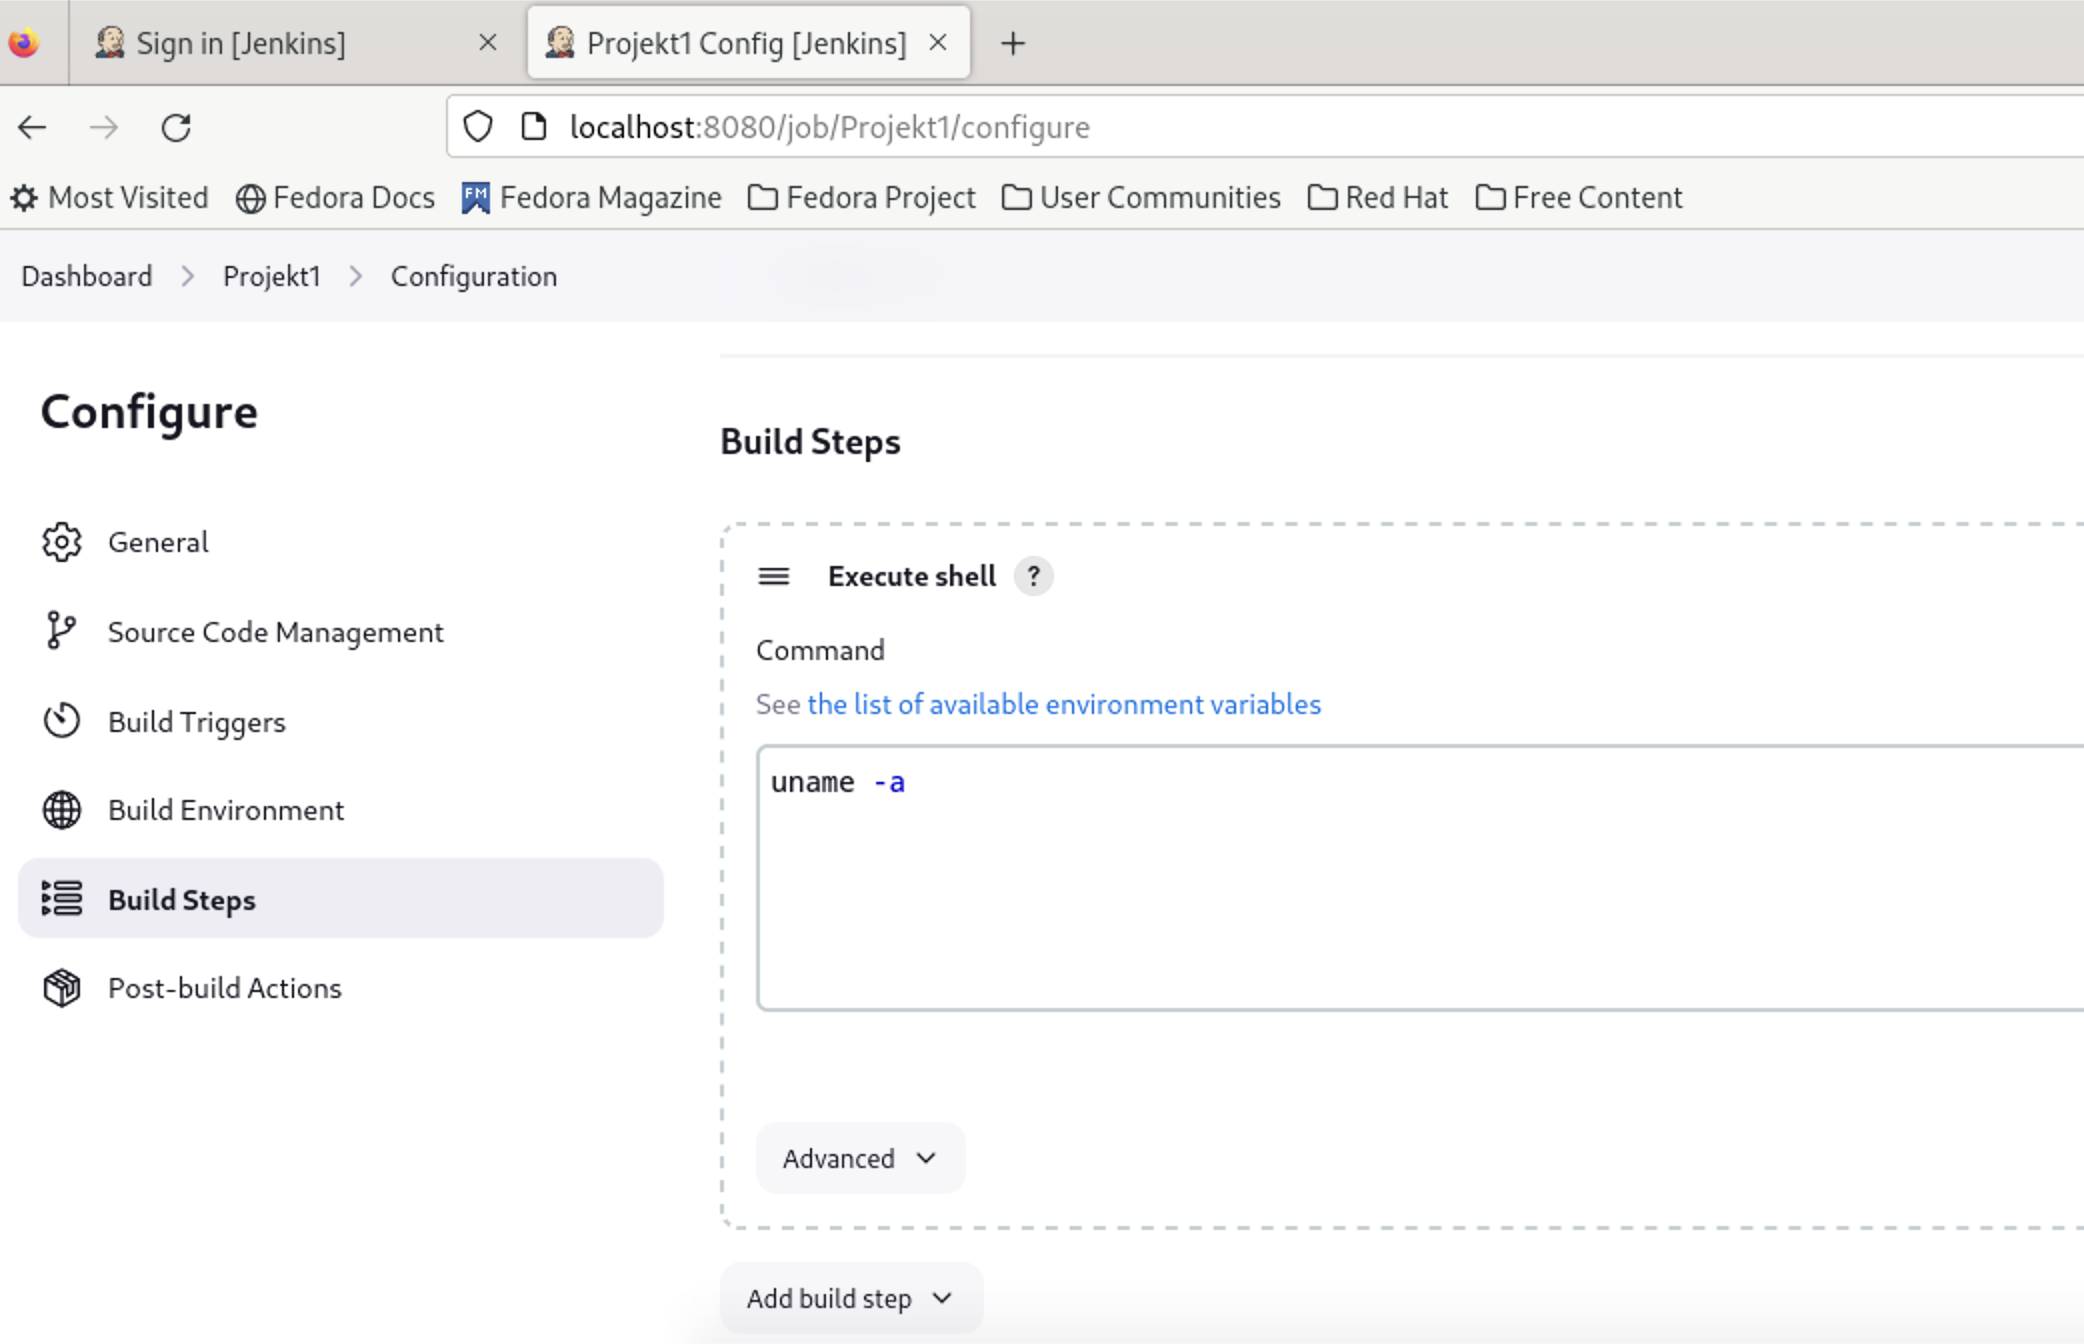 Sign in [Jenkins]
Projekt1 Config [Jenkins]
localhost:8080/job/Projekt1/configure
Most Visited Fedora Docs FM Fedora Magazine Fedora Project User Communities Red Hat Free Content
Dashboard Projekt1 Configuration
Configure
General
Source Code Management
Build Triggers
Build Environment
Build Steps
Post-build Actions
Build Steps
Execute shell ?
Command
See the list of available environment variables
uname -a
Advanced
Add build step